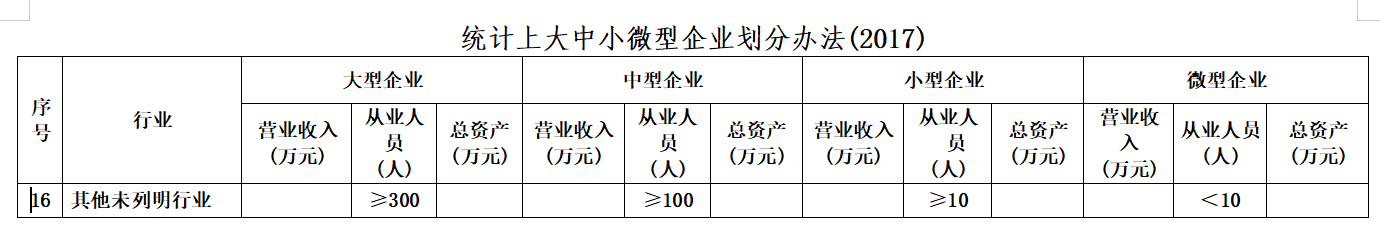 统计上大中小微型企业划分办法(2017)
序号 行业 大型企业 中型企业 小型企业 微型企业
营业收入(万元) 从业人员(人) 总资产(万元) 营业收入(万元) 从业人员(人) 总资产(万元) 营业收入(万元) 从业人员(人) 总资产(万元) 营业收入(万元) 从业人员(人) 总资产(万元)
16 其他未列明行业 ≥300 ≥100 ≥10 <10